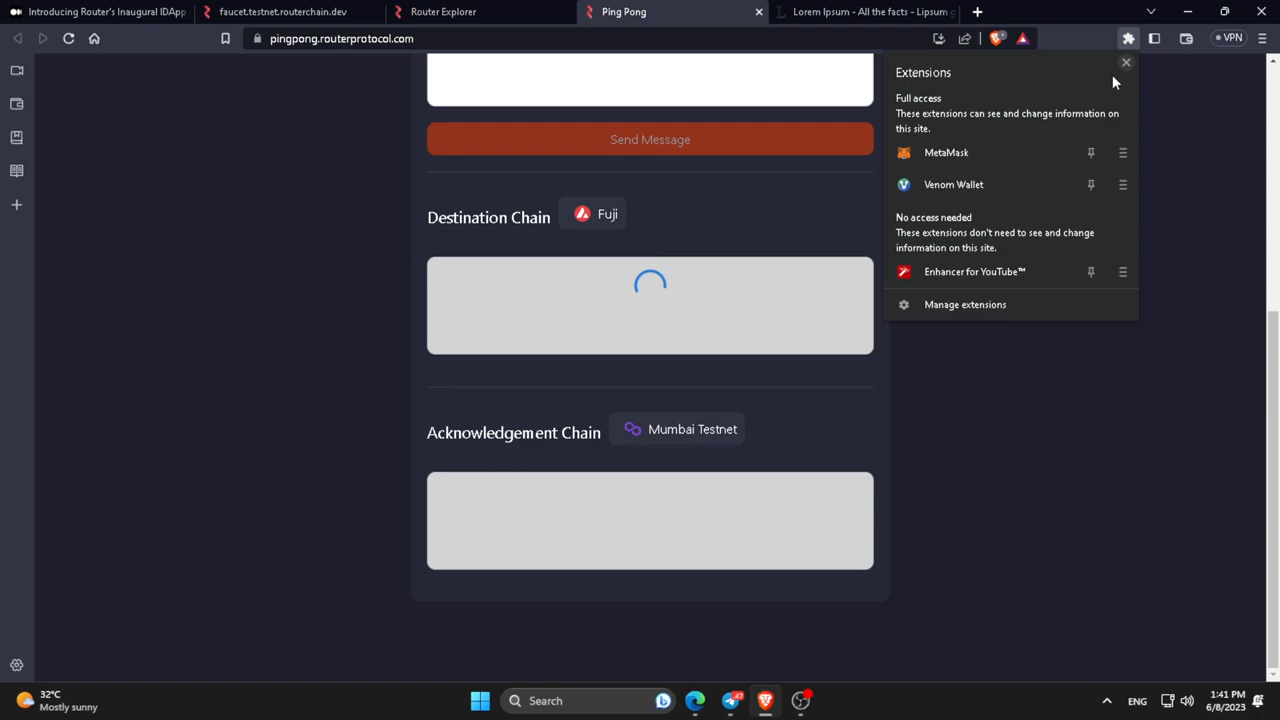 Introducing Router's Inaugural IDApp
faucet.testnet.routerchain.dev
Router Explorer
Ping Pong
Lorem Ipsum - All the facts - Lipsum g
pingpong.routerprotocol.com
VPN
Extensions
Full access
These extensions can see and change information on
this site.
MetaMask
Venom Wallet
No access needed
These extensions don't need to see and change
information on this site.
Enhancer for YouTube™
Manage extensions
Send Message
Destination Chain
Fuji
Acknowledgement Chain
Mumbai Testnet
32°C
Mostly sunny
Search
ENG
1:41 PM
6/8/2023